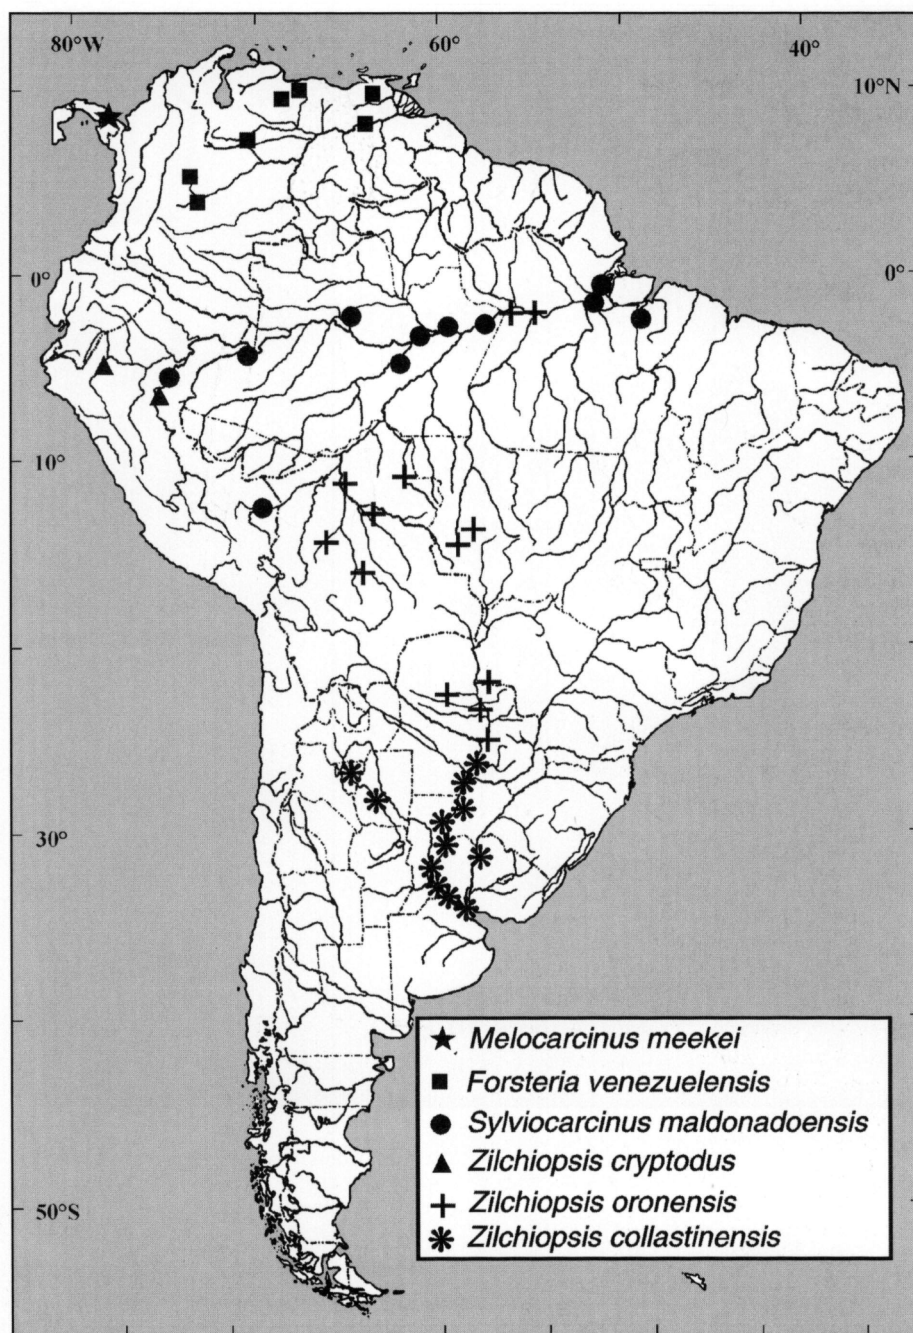 80°W 60° 40°
10°N
0° 0°
10°
30°
50°S
Melocarcinus meekei
Forsteria venezuelensis
Sylviocarcinus maldonadoensis
Zilchiopsis cryptodus
Zilchiopsis oronensis
Zilchiopsis collastinensis